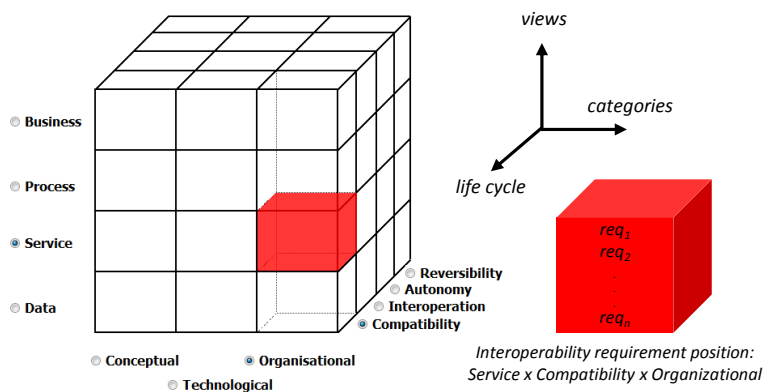 views
categories
life cycle
Business
Process
Service
Data
Reversibility
Autonomy
Interoperation
Compatibility
Conceptual
Organisational
Technological
req1
req2
.
.
.
reqn
Interoperability requirement position:
Service x Compatibility x Organizational